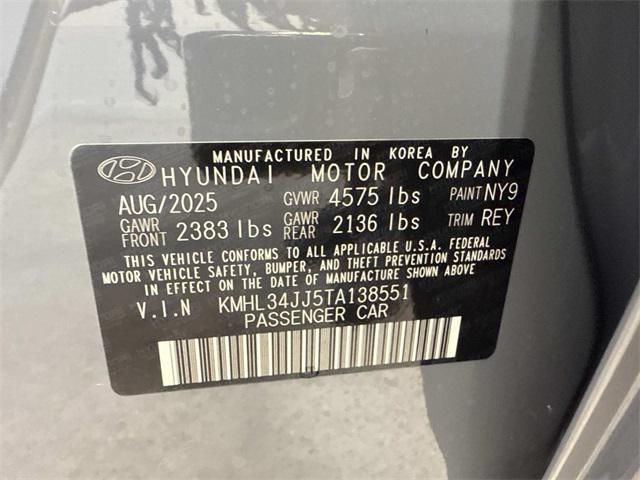 MANUFACTURED IN KOREA BY
HYUNDAI MOTOR COMPANY
AUG/2025 GVWR 4575 lbs PAINT NY9
GAWR FRONT 2383 lbs GAWR REAR 2136 lbs TRIM REY
THIS VEHICLE CONFORMS TO ALL APPLICABLE U.S.A. FEDERAL
MOTOR VEHICLE SAFETY, BUMPER, AND THEFT PREVENTION STANDARDS
IN EFFECT ON THE DATE OF MANUFACTURE SHOWN ABOVE.
V.I.N KMHL34JJ5TA138551
PASSENGER CAR